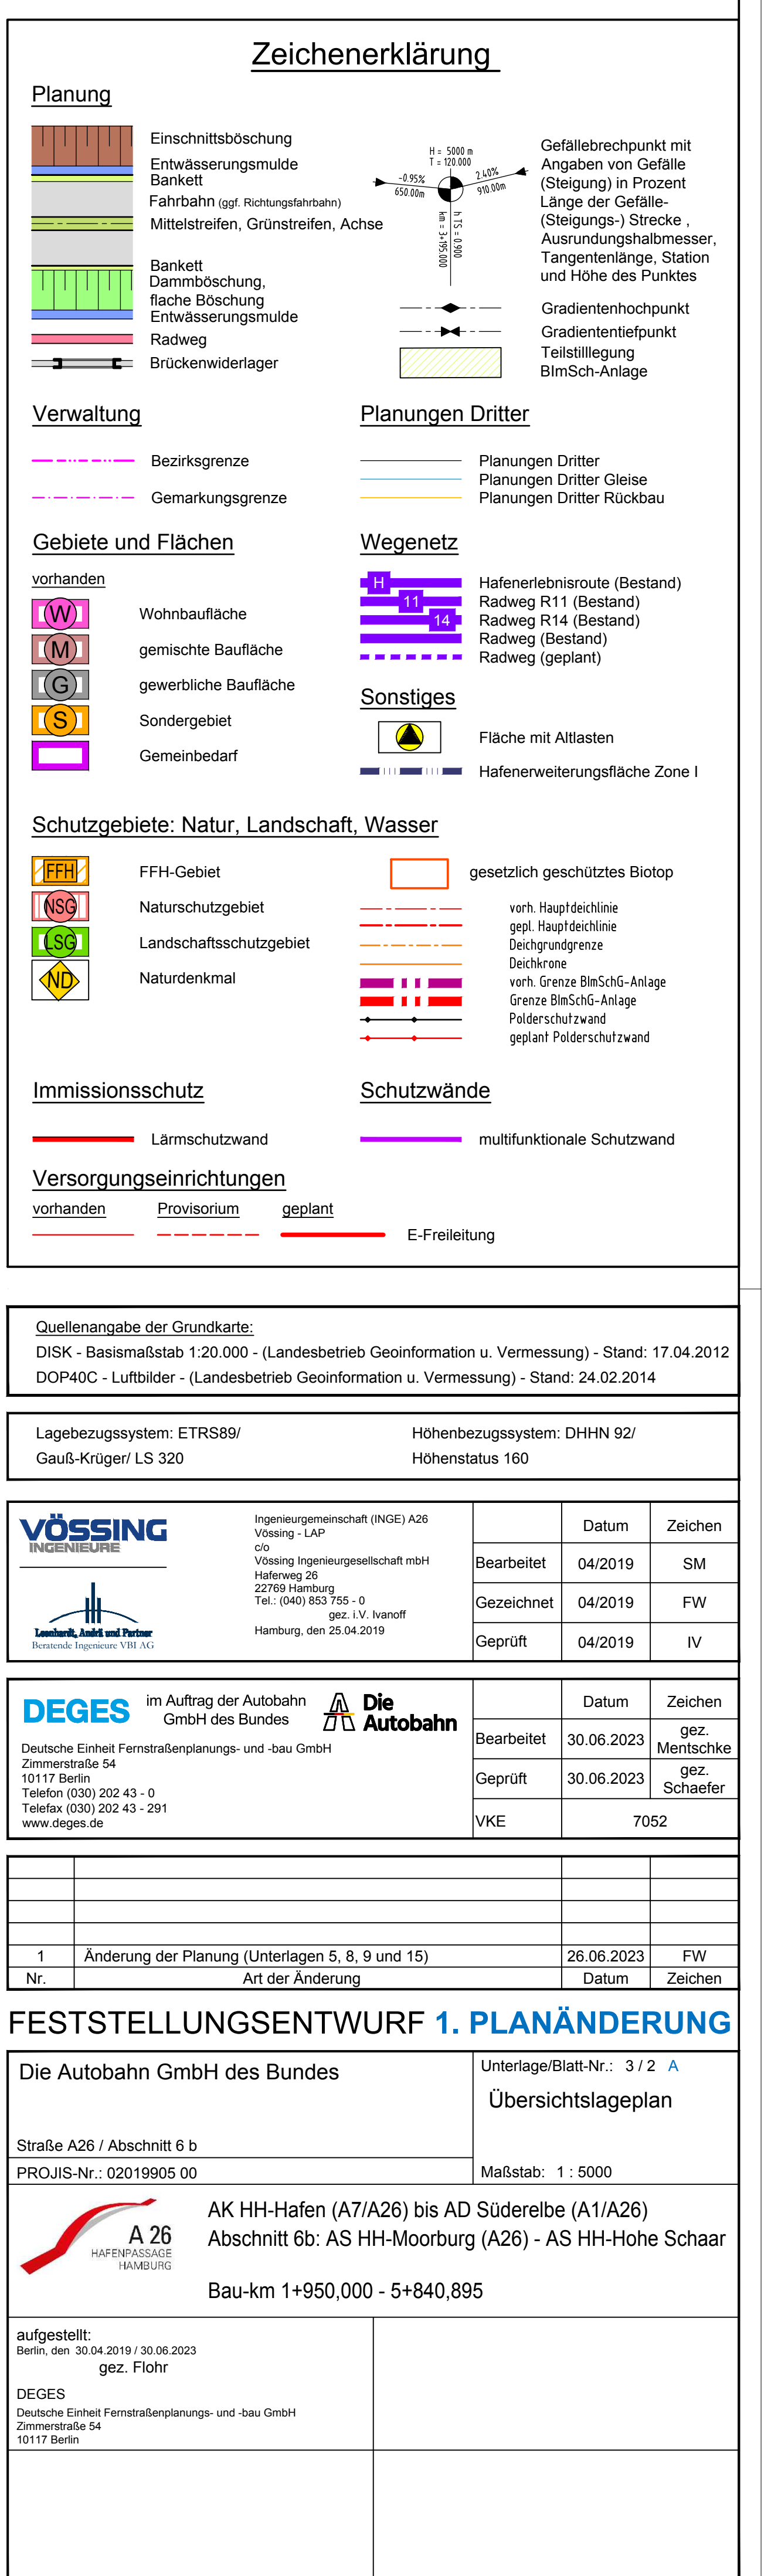 Zeichenerklärung
Planung
Einschnittsböschung
Entwässerungsmulde
Bankett
Fahrbahn (ggf. Richtungsfahrbahn)
Mittelstreifen, Grünstreifen, Achse
Bankett
Dammböschung,
flache Böschung
Entwässerungsmulde
Radweg
Brückenwiderlager
H = 5000 m
T = 120.000
-0.95%
650.00m
2.40%
910.00m
km = 3+195.000
h TS = 0.900
Gefällebrechpunkt mit
Angaben von Gefälle
(Steigung) in Prozent
Länge der Gefälle-
(Steigungs-) Strecke ,
Ausrundungshalbmesser,
Tangentenlänge, Station
und Höhe des Punktes
Gradientenhochpunkt
Gradiententiefpunkt
Teilstilllegung
BImSch-Anlage
Verwaltung
Bezirksgrenze
Gemarkungsgrenze
Planungen Dritter
Planungen Dritter
Planungen Dritter Gleise
Planungen Dritter Rückbau
Gebiete und Flächen
vorhanden
W Wohnbaufläche
M gemischte Baufläche
G gewerbliche Baufläche
S Sondergebiet
Gemeinbedarf
Wegenetz
H Hafenerlebnisroute (Bestand)
11 Radweg R11 (Bestand)
14 Radweg R14 (Bestand)
Radweg (Bestand)
Radweg (geplant)
Sonstiges
Fläche mit Altlasten
Hafenerweiterungsfläche Zone I
Schutzgebiete: Natur, Landschaft, Wasser
FFH FFH-Gebiet
NSG Naturschutzgebiet
LSG Landschaftsschutzgebiet
ND Naturdenkmal
gesetzlich geschütztes Biotop
vorh. Hauptdeichlinie
gepl. Hauptdeichlinie
Deichgrundgrenze
Deichkrone
vorh. Grenze BImSchG-Anlage
Grenze BImSchG-Anlage
Polderschutzwand
geplant Polderschutzwand
Immissionsschutz
Lärmschutzwand
Schutzwände
multifunktionale Schutzwand
Versorgungseinrichtungen
vorhanden Provisorium geplant
E-Freileitung
Quellenangabe der Grundkarte:
DISK - Basismaßstab 1:20.000 - (Landesbetrieb Geoinformation u. Vermessung) - Stand: 17.04.2012
DOP40C - Luftbilder - (Landesbetrieb Geoinformation u. Vermessung) - Stand: 24.02.2014
Lagebezugssystem: ETRS89/
Gauß-Krüger/ LS 320
Höhenbezugssystem: DHHN 92/
Höhenstatus 160
VÖSSING
INGENIEURE
Leonhardt, Andrä und Partner
Beratende Ingenieure VBI AG
Ingenieurgemeinschaft (INGE) A26
Vössing - LAP
c/o
Vössing Ingenieurgesellschaft mbH
Haferweg 26
22769 Hamburg
Tel.: (040) 853 755 - 0
gez. i.V. Ivanoff
Hamburg, den 25.04.2019
Datum Zeichen
Bearbeitet 04/2019 SM
Gezeichnet 04/2019 FW
Geprüft 04/2019 IV
DEGES
im Auftrag der Autobahn
GmbH des Bundes
Die
Autobahn
Deutsche Einheit Fernstraßenplanungs- und -bau GmbH
Zimmerstraße 54
10117 Berlin
Telefon (030) 202 43 - 0
Telefax (030) 202 43 - 291
www.deges.de
Datum Zeichen
Bearbeitet 30.06.2023 gez. Mentschke
Geprüft 30.06.2023 gez. Schaefer
VKE 7052
1 Änderung der Planung (Unterlagen 5, 8, 9 und 15) 26.06.2023 FW
Nr. Art der Änderung Datum Zeichen
FESTSTELLUNGSENTWURF 1. PLANÄNDERUNG
Die Autobahn GmbH des Bundes
Straße A26 / Abschnitt 6 b
PROJIS-Nr.: 02019905 00
Unterlage/Blatt-Nr.: 3 / 2 A
Übersichtslageplan
Maßstab: 1 : 5000
A 26
HAFENPASSAGE
HAMBURG
AK HH-Hafen (A7/A26) bis AD Süderelbe (A1/A26)
Abschnitt 6b: AS HH-Moorburg (A26) - AS HH-Hohe Schaar
Bau-km 1+950,000 - 5+840,895
aufgestellt:
Berlin, den 30.04.2019 / 30.06.2023
gez. Flohr
DEGES
Deutsche Einheit Fernstraßenplanungs- und -bau GmbH
Zimmerstraße 54
10117 Berlin